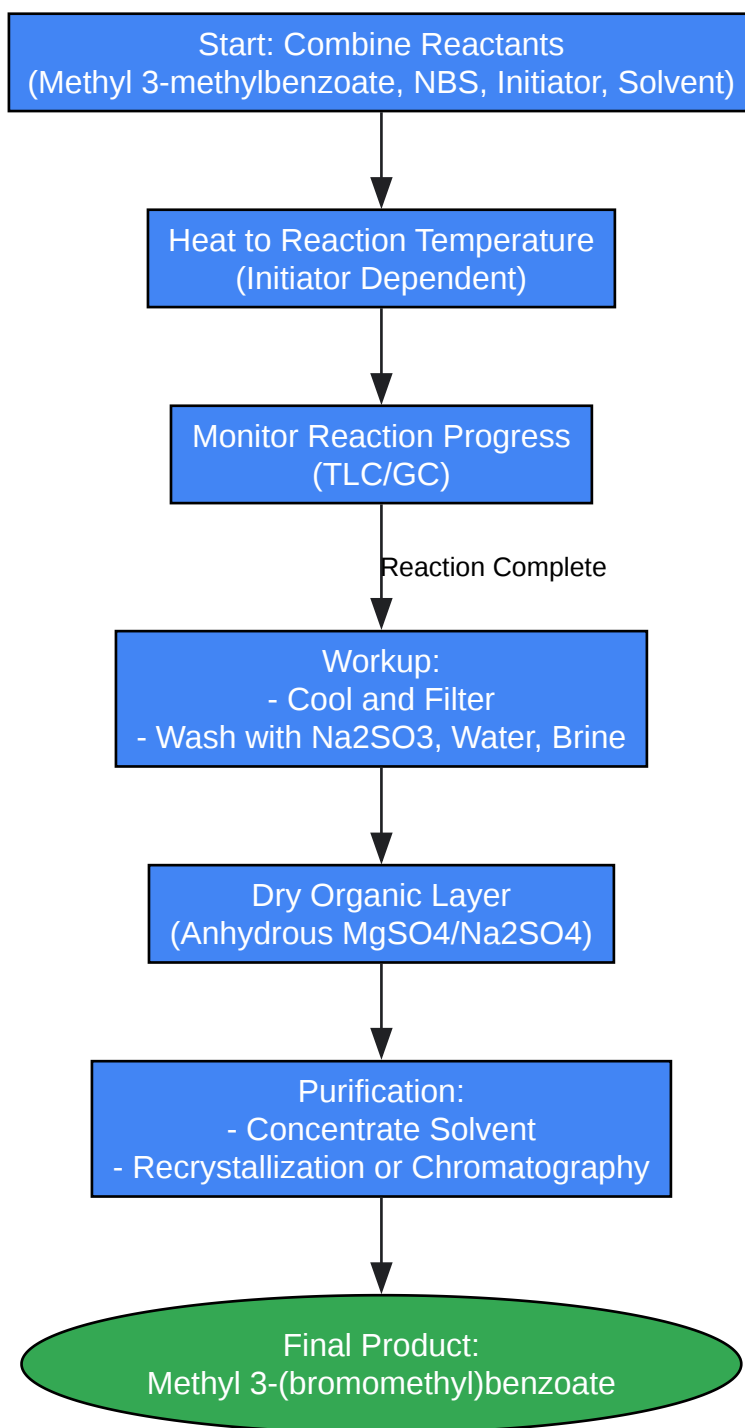 Start: Combine Reactants
(Methyl 3-methylbenzoate, NBS, Initiator, Solvent)
Heat to Reaction Temperature
(Initiator Dependent)
Monitor Reaction Progress
(TLC/GC)
Reaction Complete
Workup:
- Cool and Filter
- Wash with Na2SO3, Water, Brine
Dry Organic Layer
(Anhydrous MgSO4/Na2SO4)
Purification:
- Concentrate Solvent
- Recrystallization or Chromatography
Final Product:
Methyl 3-(bromomethyl)benzoate